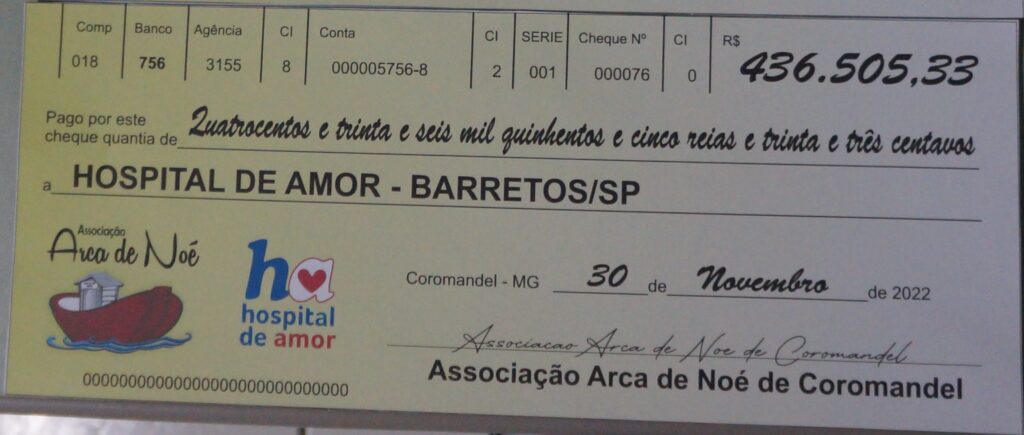 Comp Banco Agência CI Conta CI SERIE Cheque Nº CI R$
018 756 3155 8 000005756-8 2 001 000076 0 436.505,33
Pago por este
cheque quantia de Quatrocentos e trinta e seis mil quinhentos e cinco reias e trinta e três centavos
a HOSPITAL DE AMOR - BARRETOS/SP
Associação
Arca de Noé
ha
hospital
de amor
Coromandel - MG 30 de Novembro de 2022
Associacao Arca de Noe de Coromandel
Associação Arca de Noé de Coromandel
000000000000000000000000000